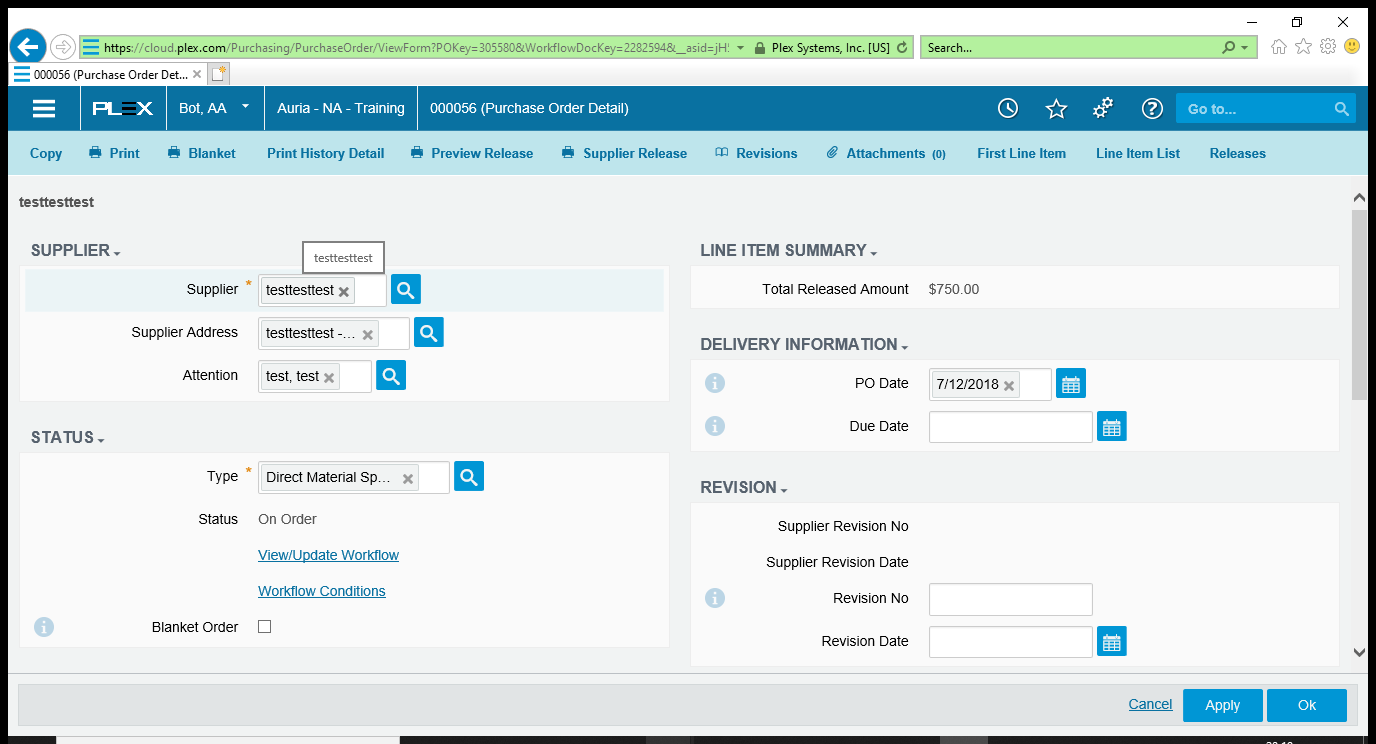 https://cloud.plex.com/Purchasing/PurchaseOrder/ViewForm?POKey=305580&WorkflowDocKey=2282594&__asid=jH
Plex Systems, Inc. [US]
Search...
000056 (Purchase Order Det...
PLEX
Bot, AA
Auria - NA - Training
000056 (Purchase Order Detail)
Go to...
Copy
Print
Blanket
Print History Detail
Preview Release
Supplier Release
Revisions
Attachments (0)
First Line Item
Line Item List
Releases
testtesttest
SUPPLIER
testtesttest
Supplier *
testtesttest
Supplier Address
testtesttest -...
Attention
test, test
STATUS
Type *
Direct Material Sp...
Status
On Order
View/Update Workflow
Workflow Conditions
Blanket Order
LINE ITEM SUMMARY
Total Released Amount
$750.00
DELIVERY INFORMATION
PO Date
7/12/2018
Due Date
REVISION
Supplier Revision No
Supplier Revision Date
Revision No
Revision Date
Cancel
Apply
Ok